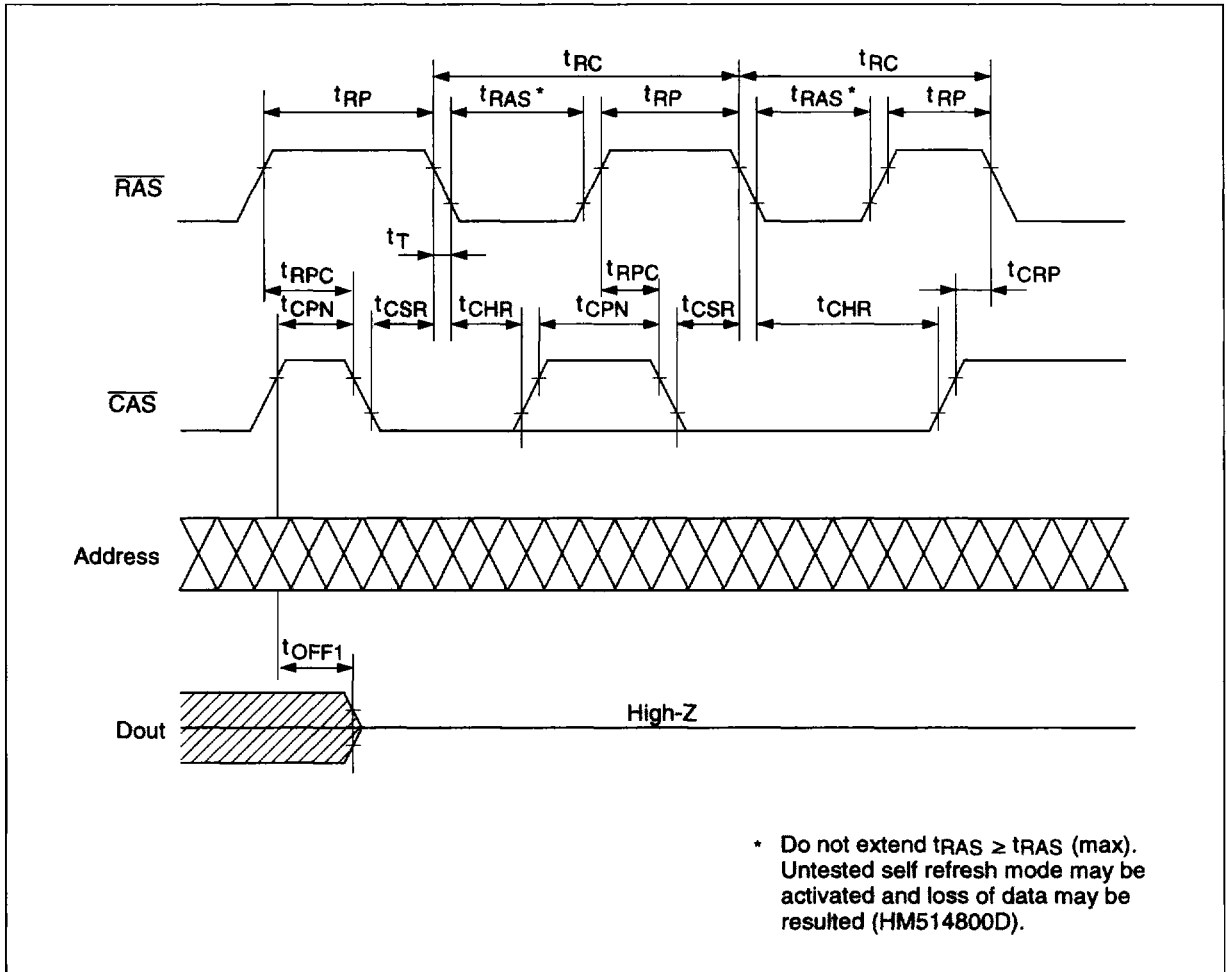 tRC tRC
tRP tRAS* tRP tRAS* tRP
RAS
tT
tRPC tRPC tCRP
tCPN tCSR tCHR tCPN tCSR tCHR
CAS
Address
tOFF1
High-Z
Dout
* Do not extend tRAS ≥ tRAS (max).
Untested self refresh mode may be
activated and loss of data may be
resulted (HM514800D).